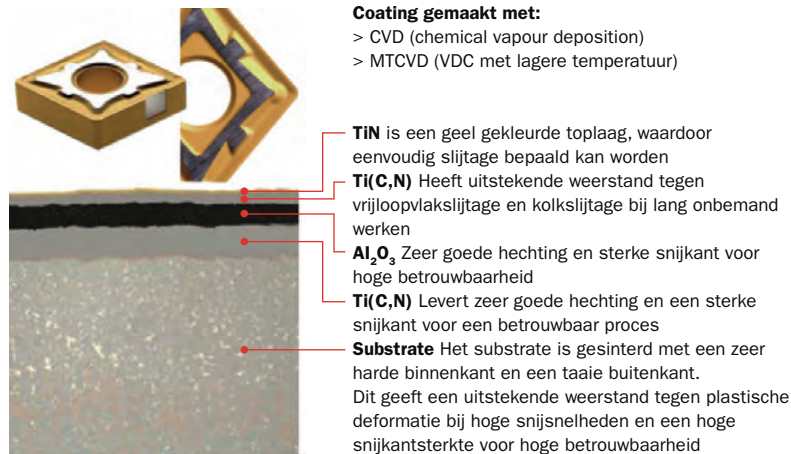 Coating gemaakt met:
> CVD (chemical vapour deposition)
> MTCVD (VDC met lagere temperatuur)
TiN is een geel gekleurde toplaag, waardoor
eenvoudig slijtage bepaald kan worden
Ti(C,N) Heeft uitstekende weerstand tegen
vrijloopvlakslijtage en kolkslijtage bij lang onbemand
werken
Al₂O₃ Zeer goede hechting en sterke snijkant voor
hoge betrouwbaarheid
Ti(C,N) Levert zeer goede hechting en een sterke
snijkant voor een betrouwbaar proces
Substrate Het substrate is gesinterd met een zeer
harde binnenkant en een taaie buitenkant.
Dit geeft een uitstekende weerstand tegen plastische
deformatie bij hoge snijsnelheden en een hoge
snijkantsterkte voor hoge betrouwbaarheid